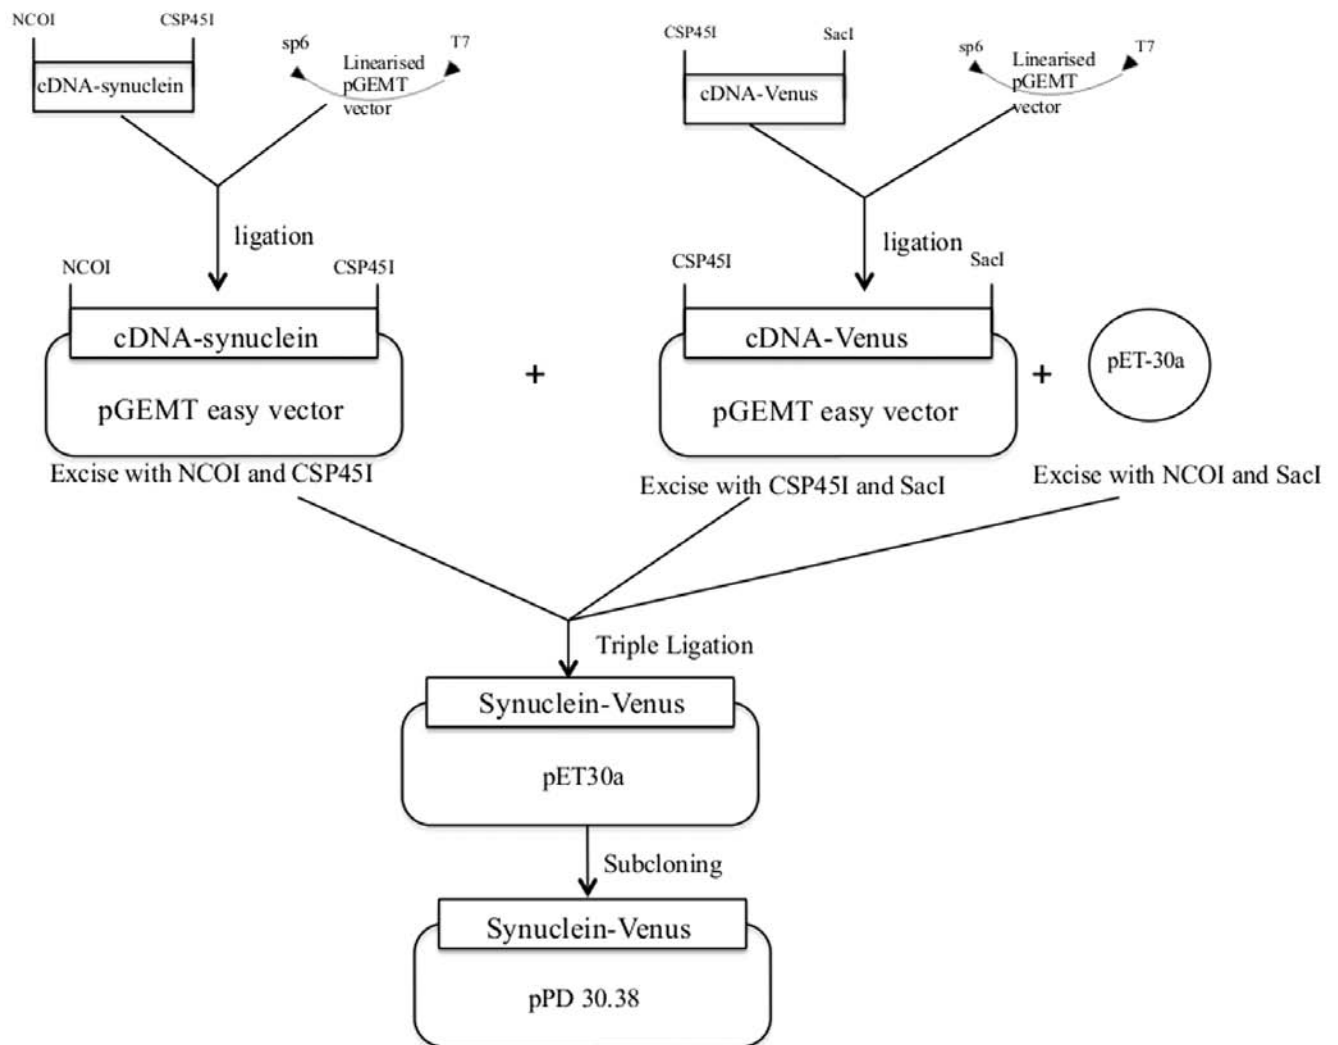 NCOI
CSP45I
cDNA-synuclein
sp6
Linearised
pGEMT
vector
T7
CSP45I
SacI
cDNA-Venus
sp6
Linearised
pGEMT
vector
T7
ligation
ligation
NCOI
CSP45I
cDNA-synuclein
pGEMT easy vector
Excise with NCOI and CSP45I
+
CSP45I
SacI
cDNA-Venus
pGEMT easy vector
Excise with CSP45I and SacI
+
pET-30a
Excise with NCOI and SacI
Triple Ligation
Synuclein-Venus
pET30a
Subcloning
Synuclein-Venus
pPD 30.38